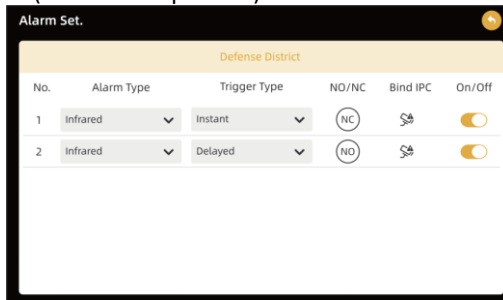 Alarm Set.
Defense District
No. Alarm Type Trigger Type NO/NC Bind IPC On/Off
1 Infrared Instant NC
2 Infrared Delayed NO